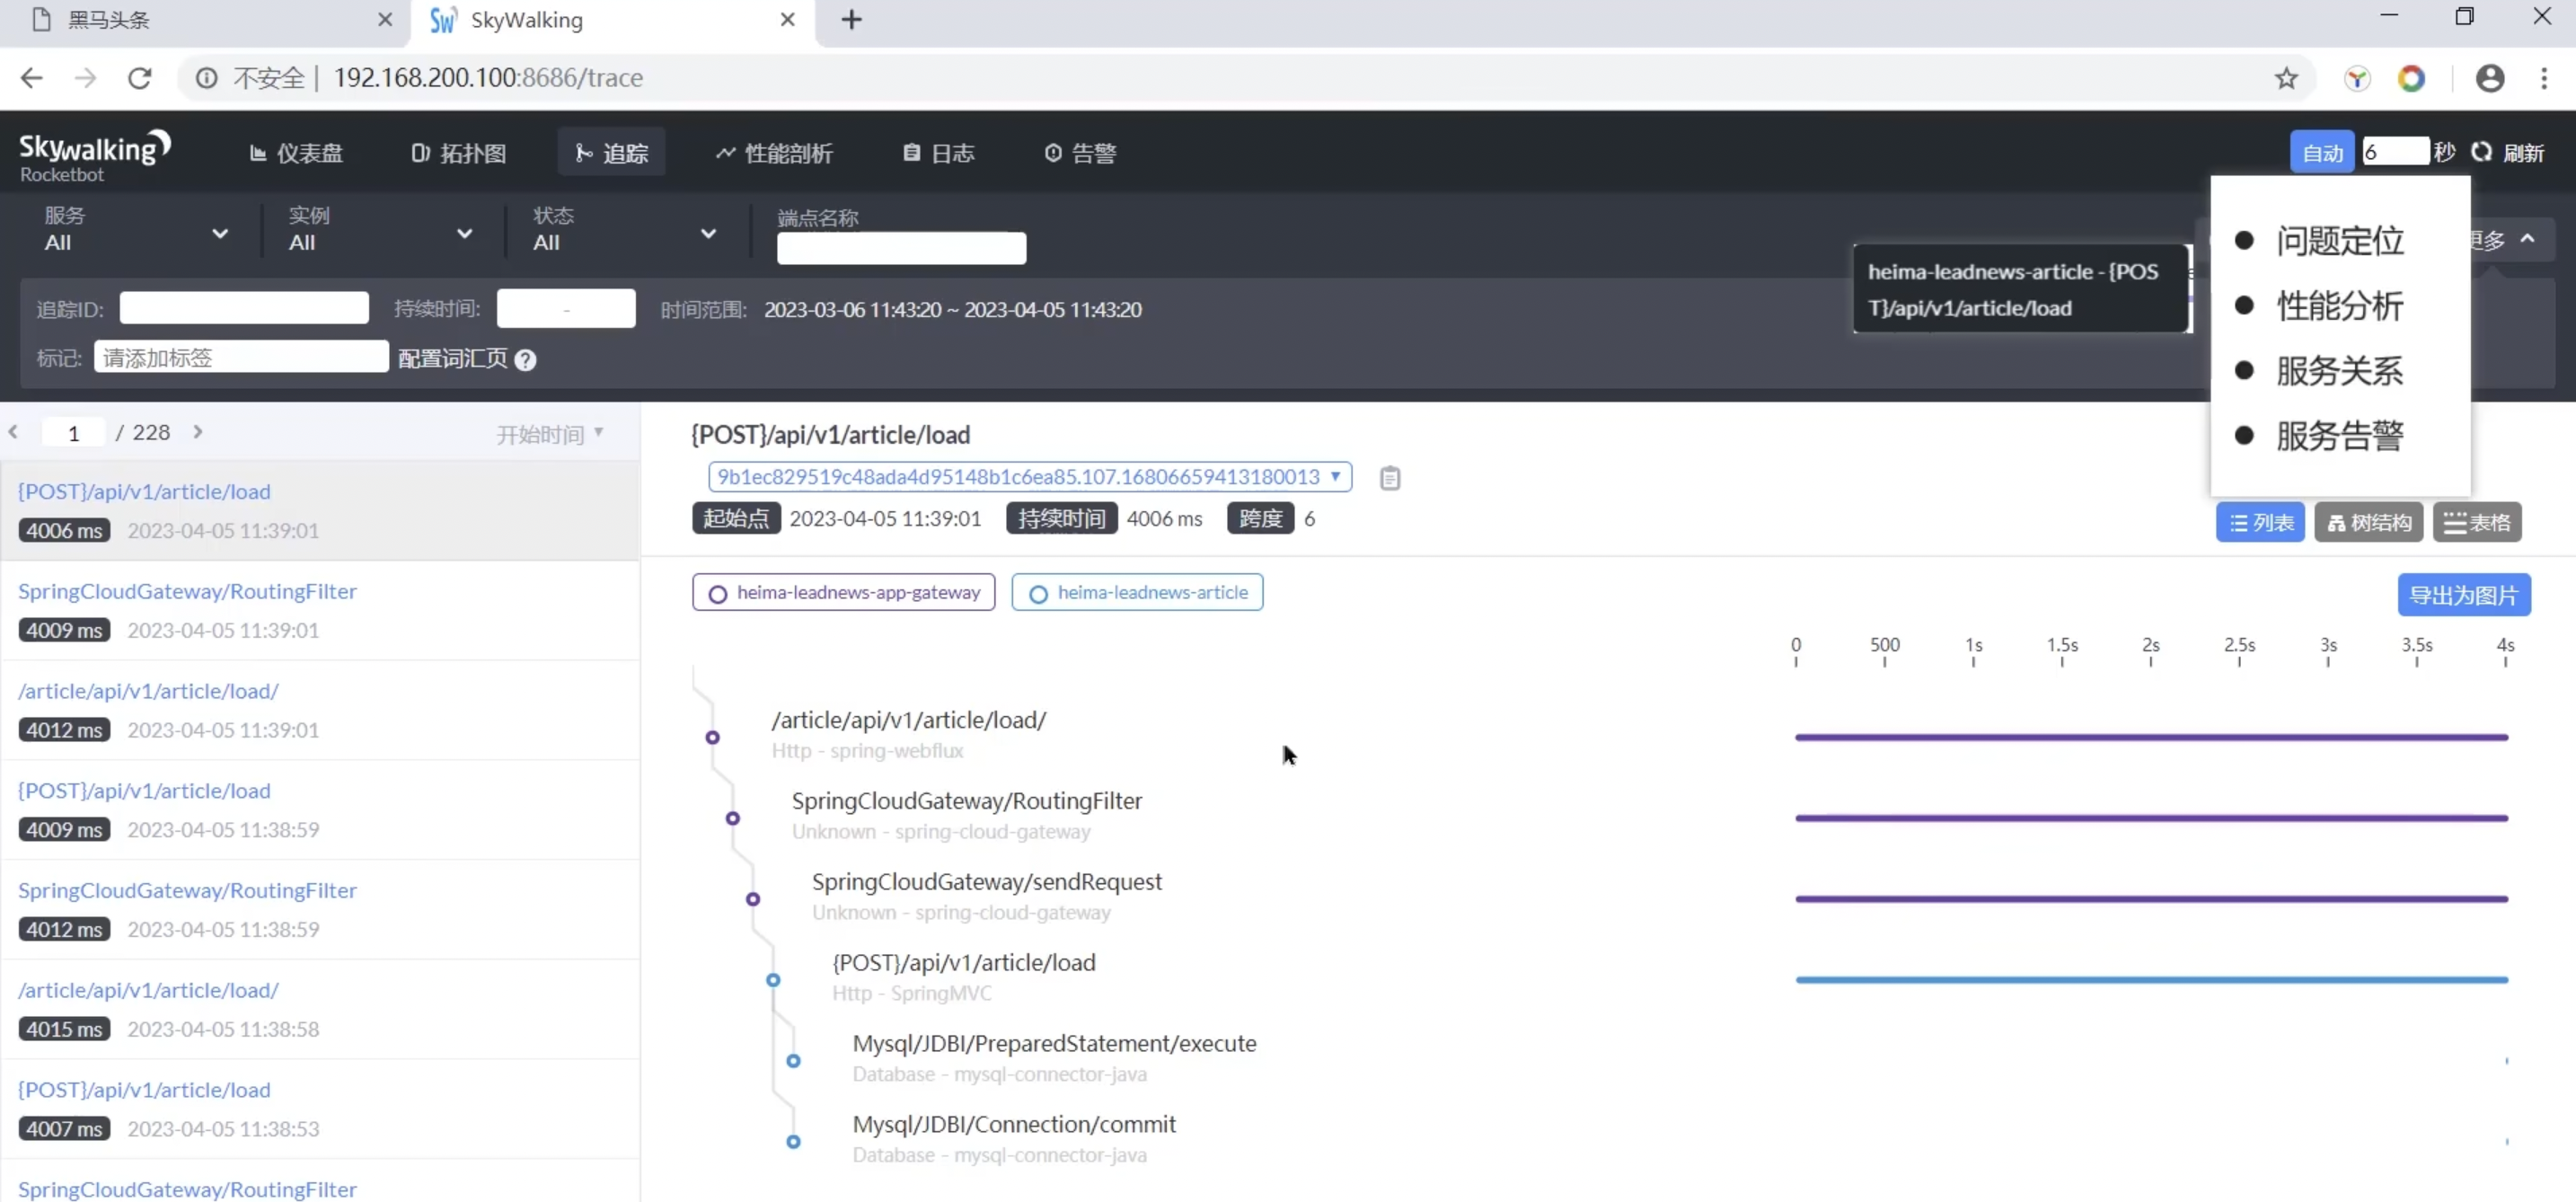 黑马头条
SkyWalking
不安全 | 192.168.200.100:8686/trace
Skywalking
Rocketbot
仪表盘
拓扑图
追踪
性能剖析
日志
告警
自动 6 秒 刷新
服务
All
实例
All
状态
All
端点名称
heima-leadnews-article - {POS
T}/api/v1/article/load
问题定位
性能分析
服务关系
服务告警
更多
追踪ID:
持续时间: -
时间范围: 2023-03-06 11:43:20 ~ 2023-04-05 11:43:20
标记: 请添加标签 配置词汇页 ?
1 / 228
开始时间
{POST}/api/v1/article/load
4006 ms 2023-04-05 11:39:01
SpringCloudGateway/RoutingFilter
4009 ms 2023-04-05 11:39:01
/article/api/v1/article/load/
4012 ms 2023-04-05 11:39:01
{POST}/api/v1/article/load
4009 ms 2023-04-05 11:38:59
SpringCloudGateway/RoutingFilter
4012 ms 2023-04-05 11:38:59
/article/api/v1/article/load/
4015 ms 2023-04-05 11:38:58
{POST}/api/v1/article/load
4007 ms 2023-04-05 11:38:53
SpringCloudGateway/RoutingFilter
{POST}/api/v1/article/load
9b1ec829519c48ada4d95148b1c6ea85.107.16806659413180013
起始点 2023-04-05 11:39:01 持续时间 4006 ms 跨度 6
列表 树结构 表格
heima-leadnews-app-gateway heima-leadnews-article
导出为图片
0 500 1s 1.5s 2s 2.5s 3s 3.5s 4s
/article/api/v1/article/load/
Http - spring-webflux
SpringCloudGateway/RoutingFilter
Unknown - spring-cloud-gateway
SpringCloudGateway/sendRequest
Unknown - spring-cloud-gateway
{POST}/api/v1/article/load
Http - SpringMVC
Mysql/JDBI/PreparedStatement/execute
Database - mysql-connector-java
Mysql/JDBI/Connection/commit
Database - mysql-connector-java